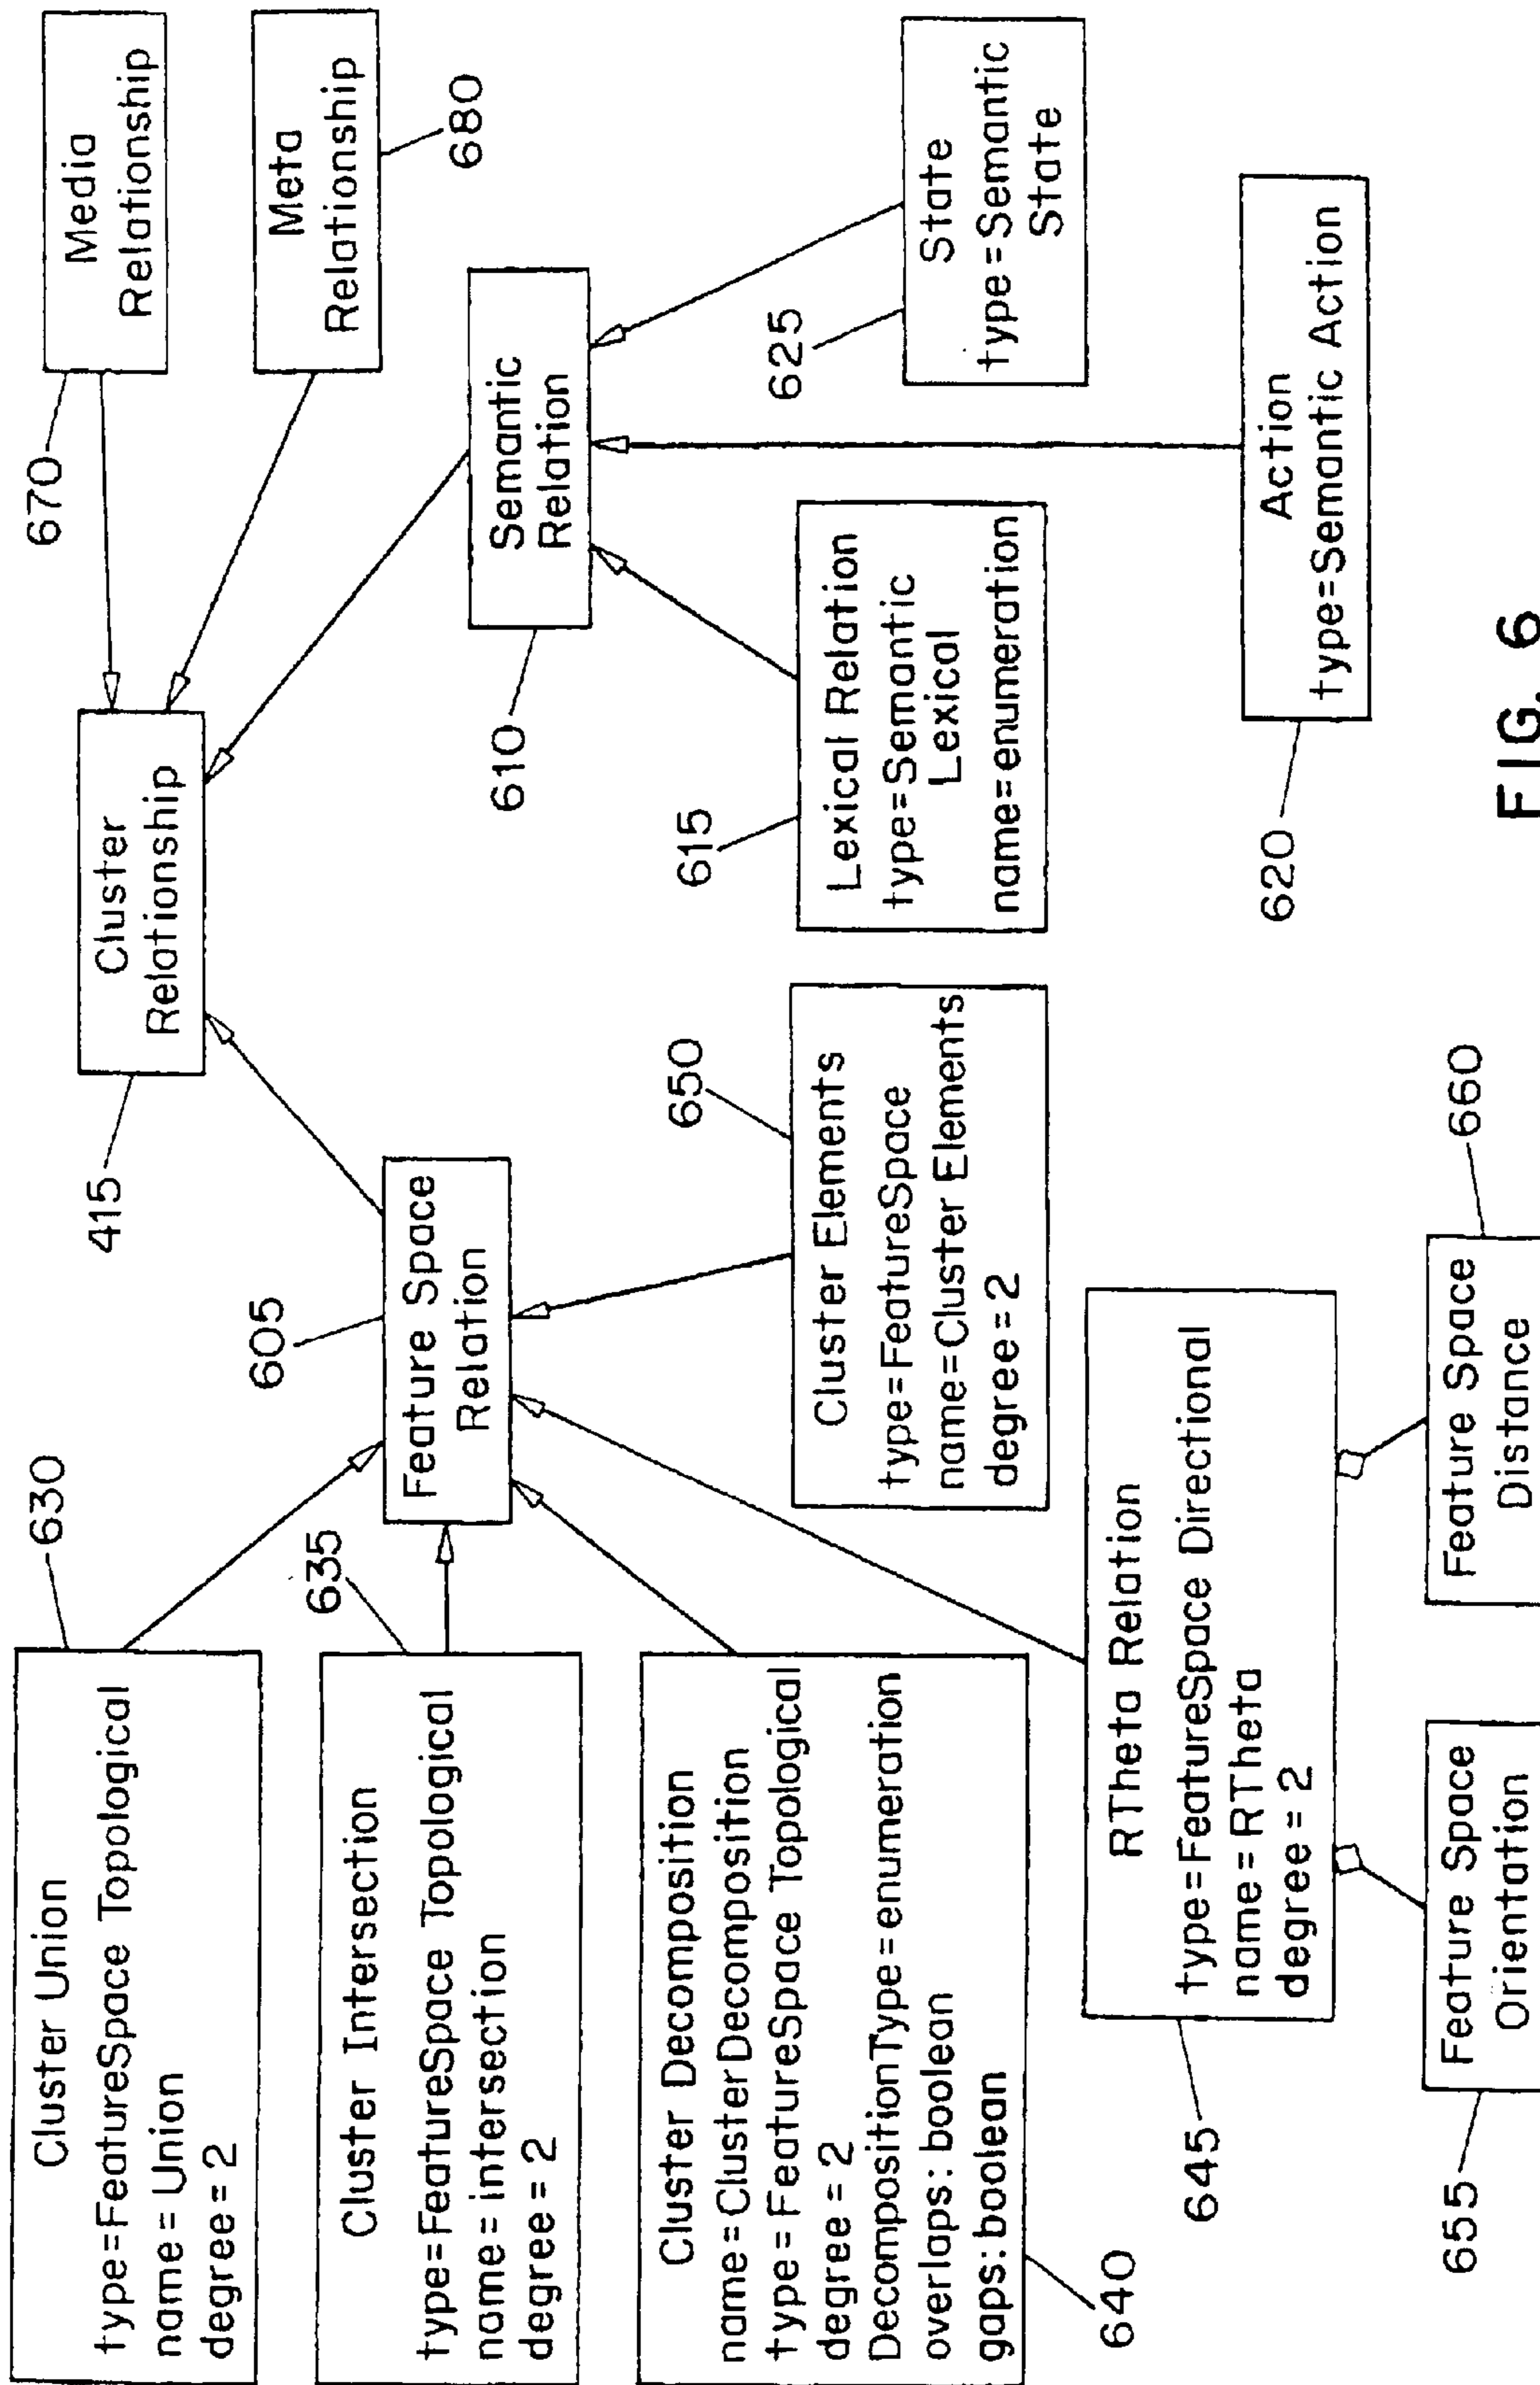 Cluster
Relationship
415
Media
Relationship
670
Meta
Relationship
680
Cluster Union
type=FeatureSpace Topological
name=Union
degree=2
630
Cluster Intersection
type=FeatureSpace Topological
name=intersection
degree=2
635
Feature Space
Relation
605
Semantic
Relation
610
Cluster Decomposition
name=ClusterDecomposition
type=FeatureSpace Topological
degree=2
DecompositionType=enumeration
overlaps:boolean
gaps:boolean
640
Cluster Elements
type=FeatureSpace
name=Cluster Elements
degree=2
650
Lexical Relation
type=Semantic
Lexical
name=enumeration
615
State
type=Semantic
State
625
RTheta Relation
type=FeatureSpace Directional
name=RTheta
degree=2
645
Action
type=Semantic Action
620
Feature Space
Orientation
655
Feature Space
Distance
660
FIG. 6